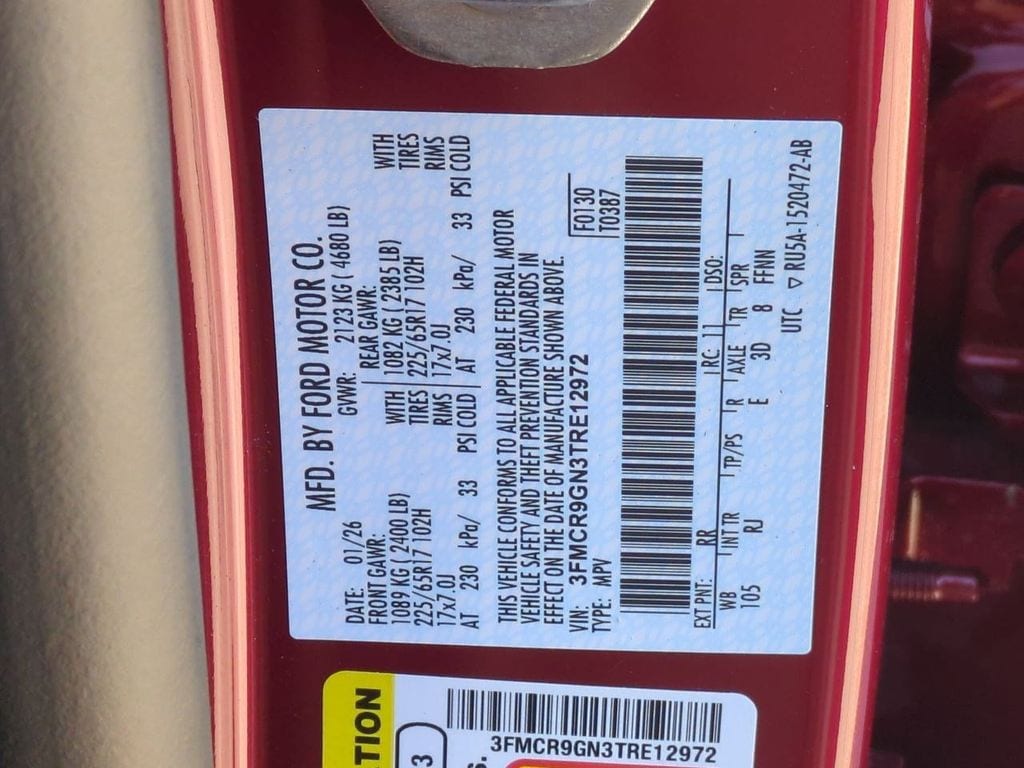 MFD. BY FORD MOTOR CO.
DATE: 01/26 GVWR: 2123 KG ( 4680 LB)
FRONT GAWR: REAR GAWR:
1089 KG ( 2400 LB) WITH 1082 KG ( 2385 LB) WITH
225/65R17 102H TIRES 225/65R17 102H TIRES
17x7.0J RIMS 17x7.0J RIMS
AT 230 kPa/ 33 PSI COLD AT 230 kPa/ 33 PSI COLD
THIS VEHICLE CONFORMS TO ALL APPLICABLE FEDERAL MOTOR
VEHICLE SAFETY AND THEFT PREVENTION STANDARDS IN
EFFECT ON THE DATE OF MANUFACTURE SHOWN ABOVE.
VIN: 3FMCR9GN3TRE12972 F0130
TYPE: MPV T0387
EXT PNT: RR RC: 11 DSO:
WB INT TR TP/PS R AXLE TR SPR
105 RJ E 3D 8 FFNN
UTC ▽ RU5A-1520472-AB
TION
3
S.
3FMCR9GN3TRE12972